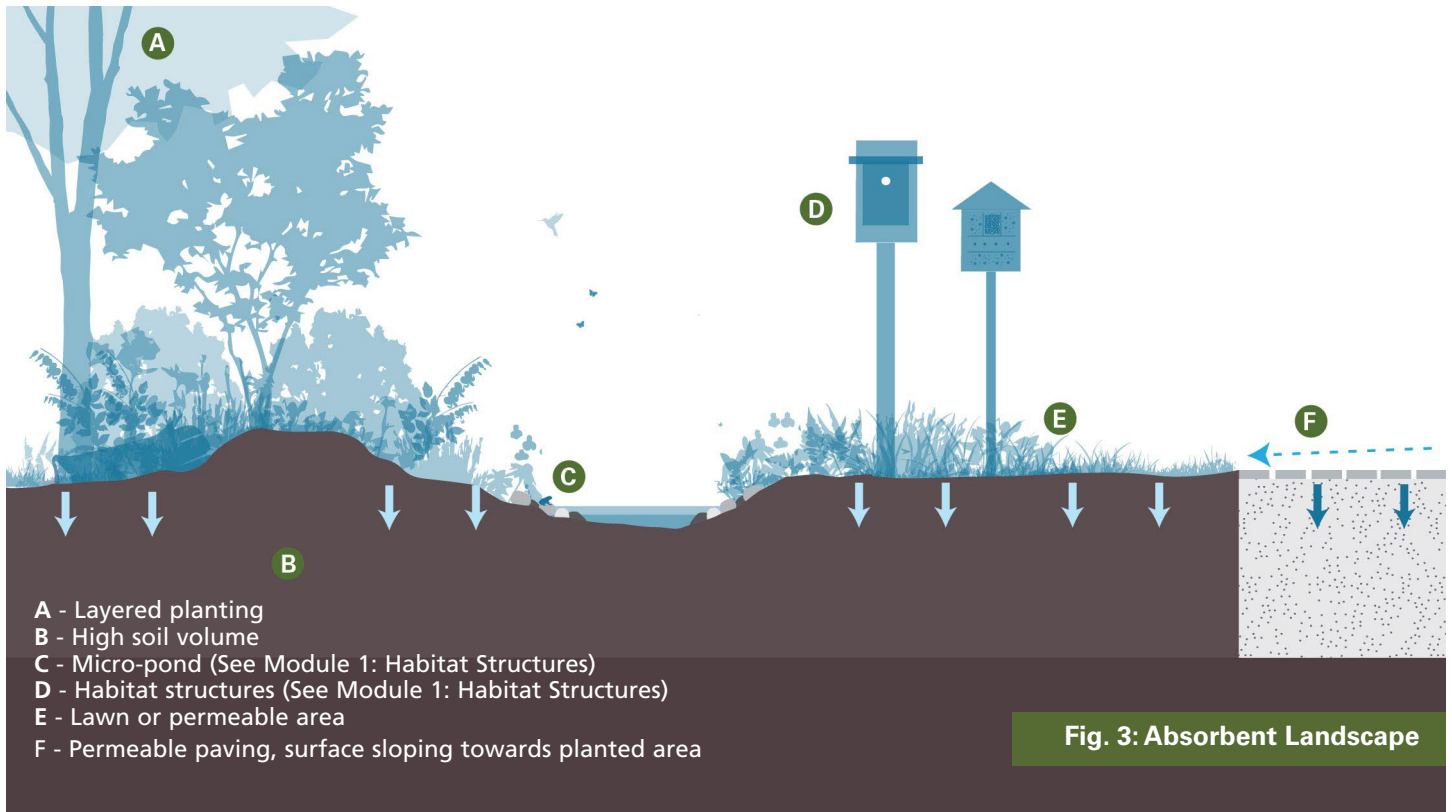 A
D
E
F
C
B
A - Layered planting
B - High soil volume
C - Micro-pond (See Module 1: Habitat Structures)
D - Habitat structures (See Module 1: Habitat Structures)
E - Lawn or permeable area
F - Permeable paving, surface sloping towards planted area
Fig. 3: Absorbent Landscape